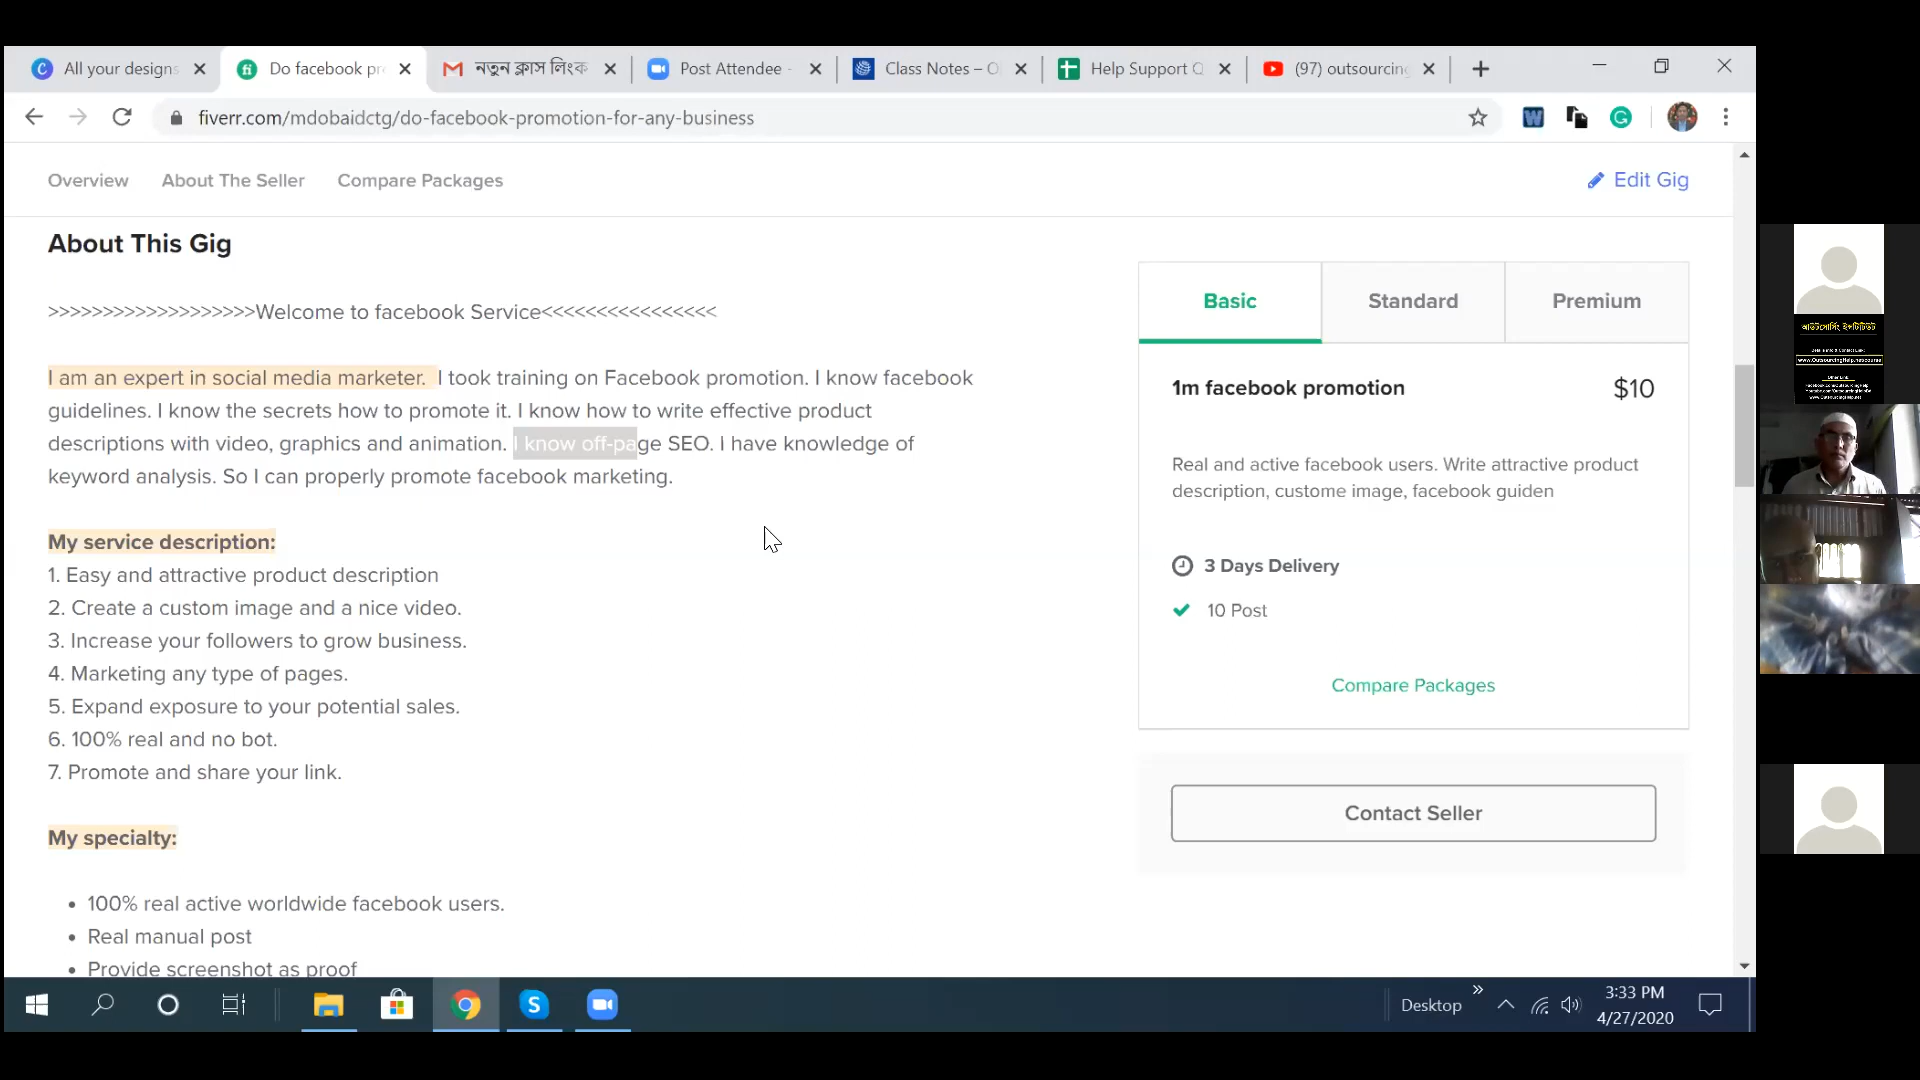 All your designs
Do facebook pr
নতুন ক্লাস লিংক
Post Attendee -
Class Notes – O
Help Support Q
(97) outsourcing
fiverr.com/mdobaidctg/do-facebook-promotion-for-any-business
Overview About The Seller Compare Packages
Edit Gig
About This Gig
>>>>>>>>>>>>>>>>>>>Welcome to facebook Service<<<<<<<<<<<<<<<<
I am an expert in social media marketer. I took training on Facebook promotion. I know facebook
guidelines. I know the secrets how to promote it. I know how to write effective product
descriptions with video, graphics and animation. I know off-page SEO. I have knowledge of
keyword analysis. So I can properly promote facebook marketing.
My service description:
1. Easy and attractive product description
2. Create a custom image and a nice video.
3. Increase your followers to grow business.
4. Marketing any type of pages.
5. Expand exposure to your potential sales.
6. 100% real and no bot.
7. Promote and share your link.
My specialty:
• 100% real active worldwide facebook users.
• Real manual post
• Provide screenshot as proof
Basic Standard Premium
1m facebook promotion $10
Real and active facebook users. Write attractive product
description, custome image, facebook guiden
3 Days Delivery
10 Post
Compare Packages
Contact Seller
Desktop
3:33 PM
4/27/2020